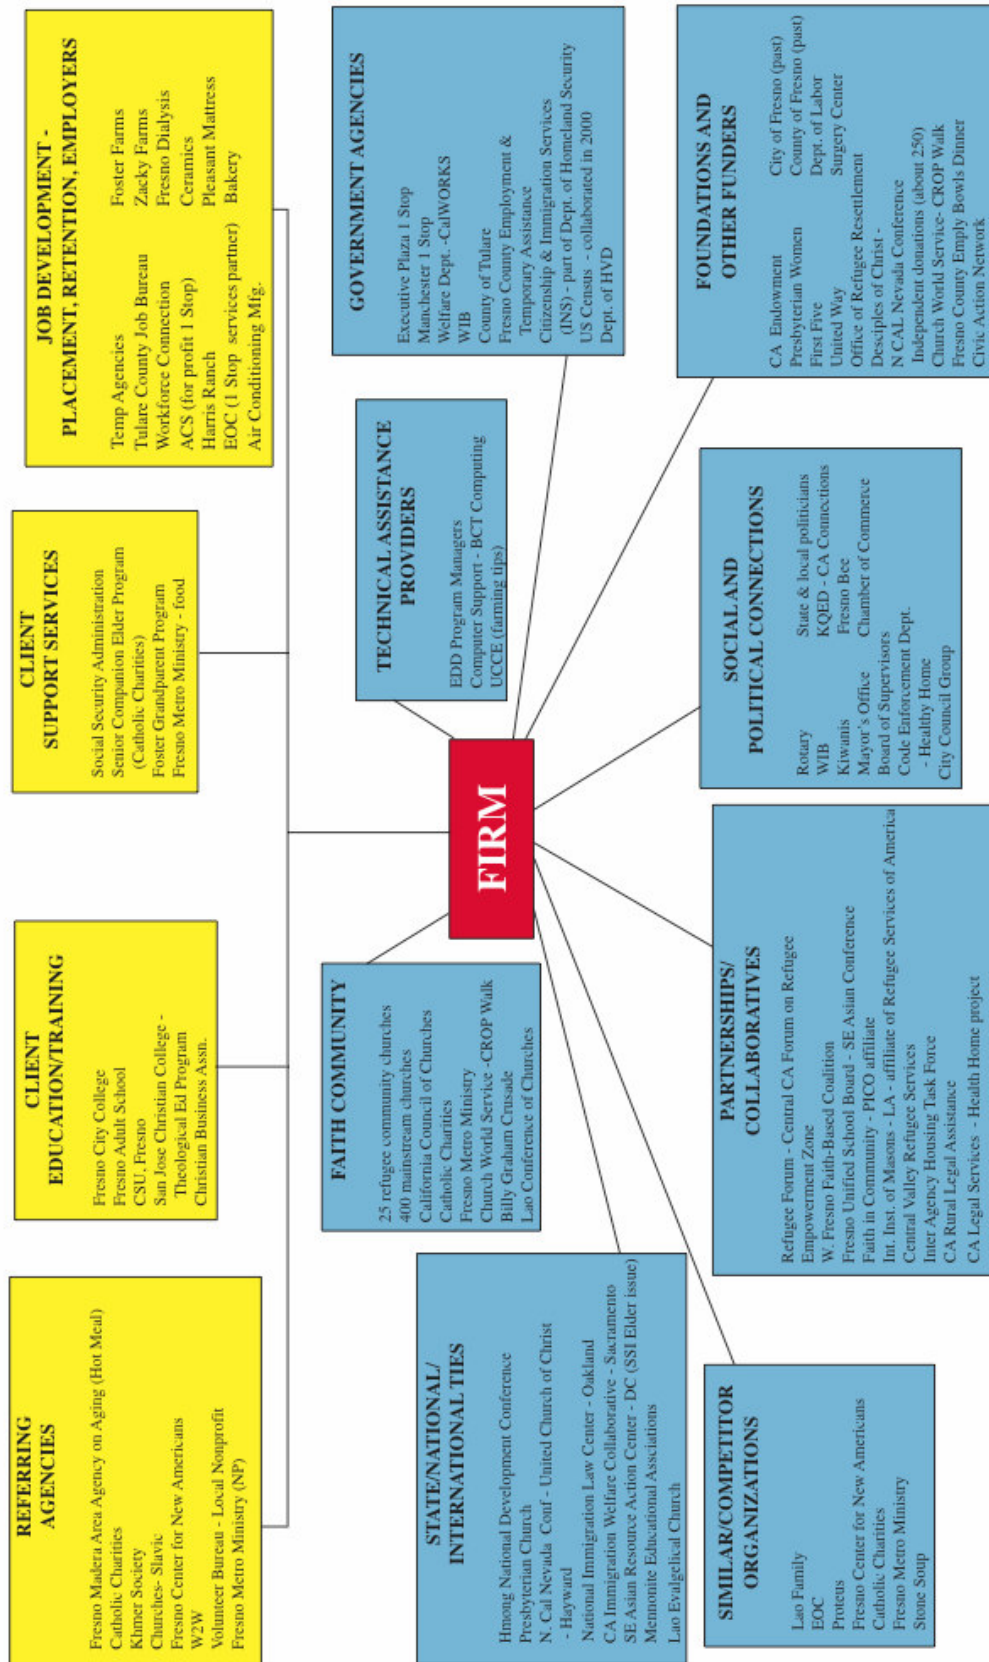 REFERRING
AGENCIES
Fresno Madera Area Agency on Aging (Hot Meal)
Catholic Charities
Khmer Society
Churches- Slavic
Fresno Center for New Americans
W2W
Volunteer Bureau - Local Nonprofit
Fresno Metro Ministry (NP)
CLIENT
EDUCATION/TRAINING
Fresno City College
Fresno Adult School
CSU, Fresno
San Jose Christian College -
Theological Ed Program
Christian Business Assn.
CLIENT
SUPPORT SERVICES
Social Security Administration
Senior Companion Elder Program
(Catholic Charities)
Foster Grandparent Program
Fresno Metro Ministry - food
JOB DEVELOPMENT -
PLACEMENT, RETENTION, EMPLOYERS
Temp Agencies
Tulare County Job Bureau
Workforce Connection
ACS (for profit 1 Stop)
Harris Ranch
EOC (1 Stop services partner)
Air Conditioning Mfg.
Foster Farms
Zacky Farms
Fresno Dialysis
Ceramics
Pleasant Mattress
Bakery
STATE/NATIONAL/
INTERNATIONAL TIES
Hmong National Development Conference
Presbyterian Church
N. Cal Nevada Conf - United Church of Christ
- Hayward
National Immigration Law Center - Oakland
CA Immigration Welfare Collaborative - Sacramento
SE Asian Resource Action Center - DC (SSI Elder issue)
Mennonite Educational Assciations
Lao Evalgelical Church
FAITH COMMUNITY
25 refugee community churches
400 mainstream churches
California Council of Churches
Catholic Charities
Fresno Metro Ministry
Church World Service -CROP Walk
Billy Graham Crusade
Lao Conference of Churches
FIRM
TECHNICAL ASSISTANCE
PROVIDERS
EDD Program Managers
Computer Support - BCT Computing
UCCE (farming tips)
GOVERNMENT AGENCIES
Executive Plaza 1 Stop
Manchester 1 Stop
Welfare Dept. -CalWORKS
WIB
County of Tulare
Fresno County Employment &
Temporary Assistance
Citizenship & Immigration Services
(INS) - part of Dept. of Homeland Security
US Census - collaborated in 2000
Dept. of HVD
SIMILAR/COMPETITOR
ORGANIZATIONS
Lao Family
EOC
Proteus
Fresno Center for New Americans
Catholic Charities
Fresno Metro Ministry
Stone Soup
PARTNERSHIPS/
COLLABORATIVES
Refugee Forum - Central CA Forum on Refugee
Empowerment Zone
W. Fresno Faith-Based Coalition
Fresno Unified School Board - SE Asian Conference
Faith in Community - PICO affiliate
Int. Inst. of Masons - LA - affiliate of Refugee Services of America
Central Valley Refugee Services
Inter Agency Housing Task Force
CA Rural Legal Assistance
CA Legal Services - Health Home project
SOCIAL AND
POLITICAL CONNECTIONS
Rotary
WIB
Kiwanis
Mayor's Office
Board of Supervisors
Code Enforcement Dept.
- Healthy Home
City Council Group
State & local politicians
KQED - CA Connections
Fresno Bee
Chamber of Commerce
FOUNDATIONS AND
OTHER FUNDERS
CA Endowment
Presbyterian Women
First Five
United Way
Office of Refugee Resettlement
Desciples of Christ -
N CAL Nevada Conference
Independent donations (about 250)
Church World Service- CROP Walk
Fresno County Emply Bowls Dinner
Civic Action Network
City of Fresno (past)
County of Fresno (past)
Dept. of Labor
Surgery Center